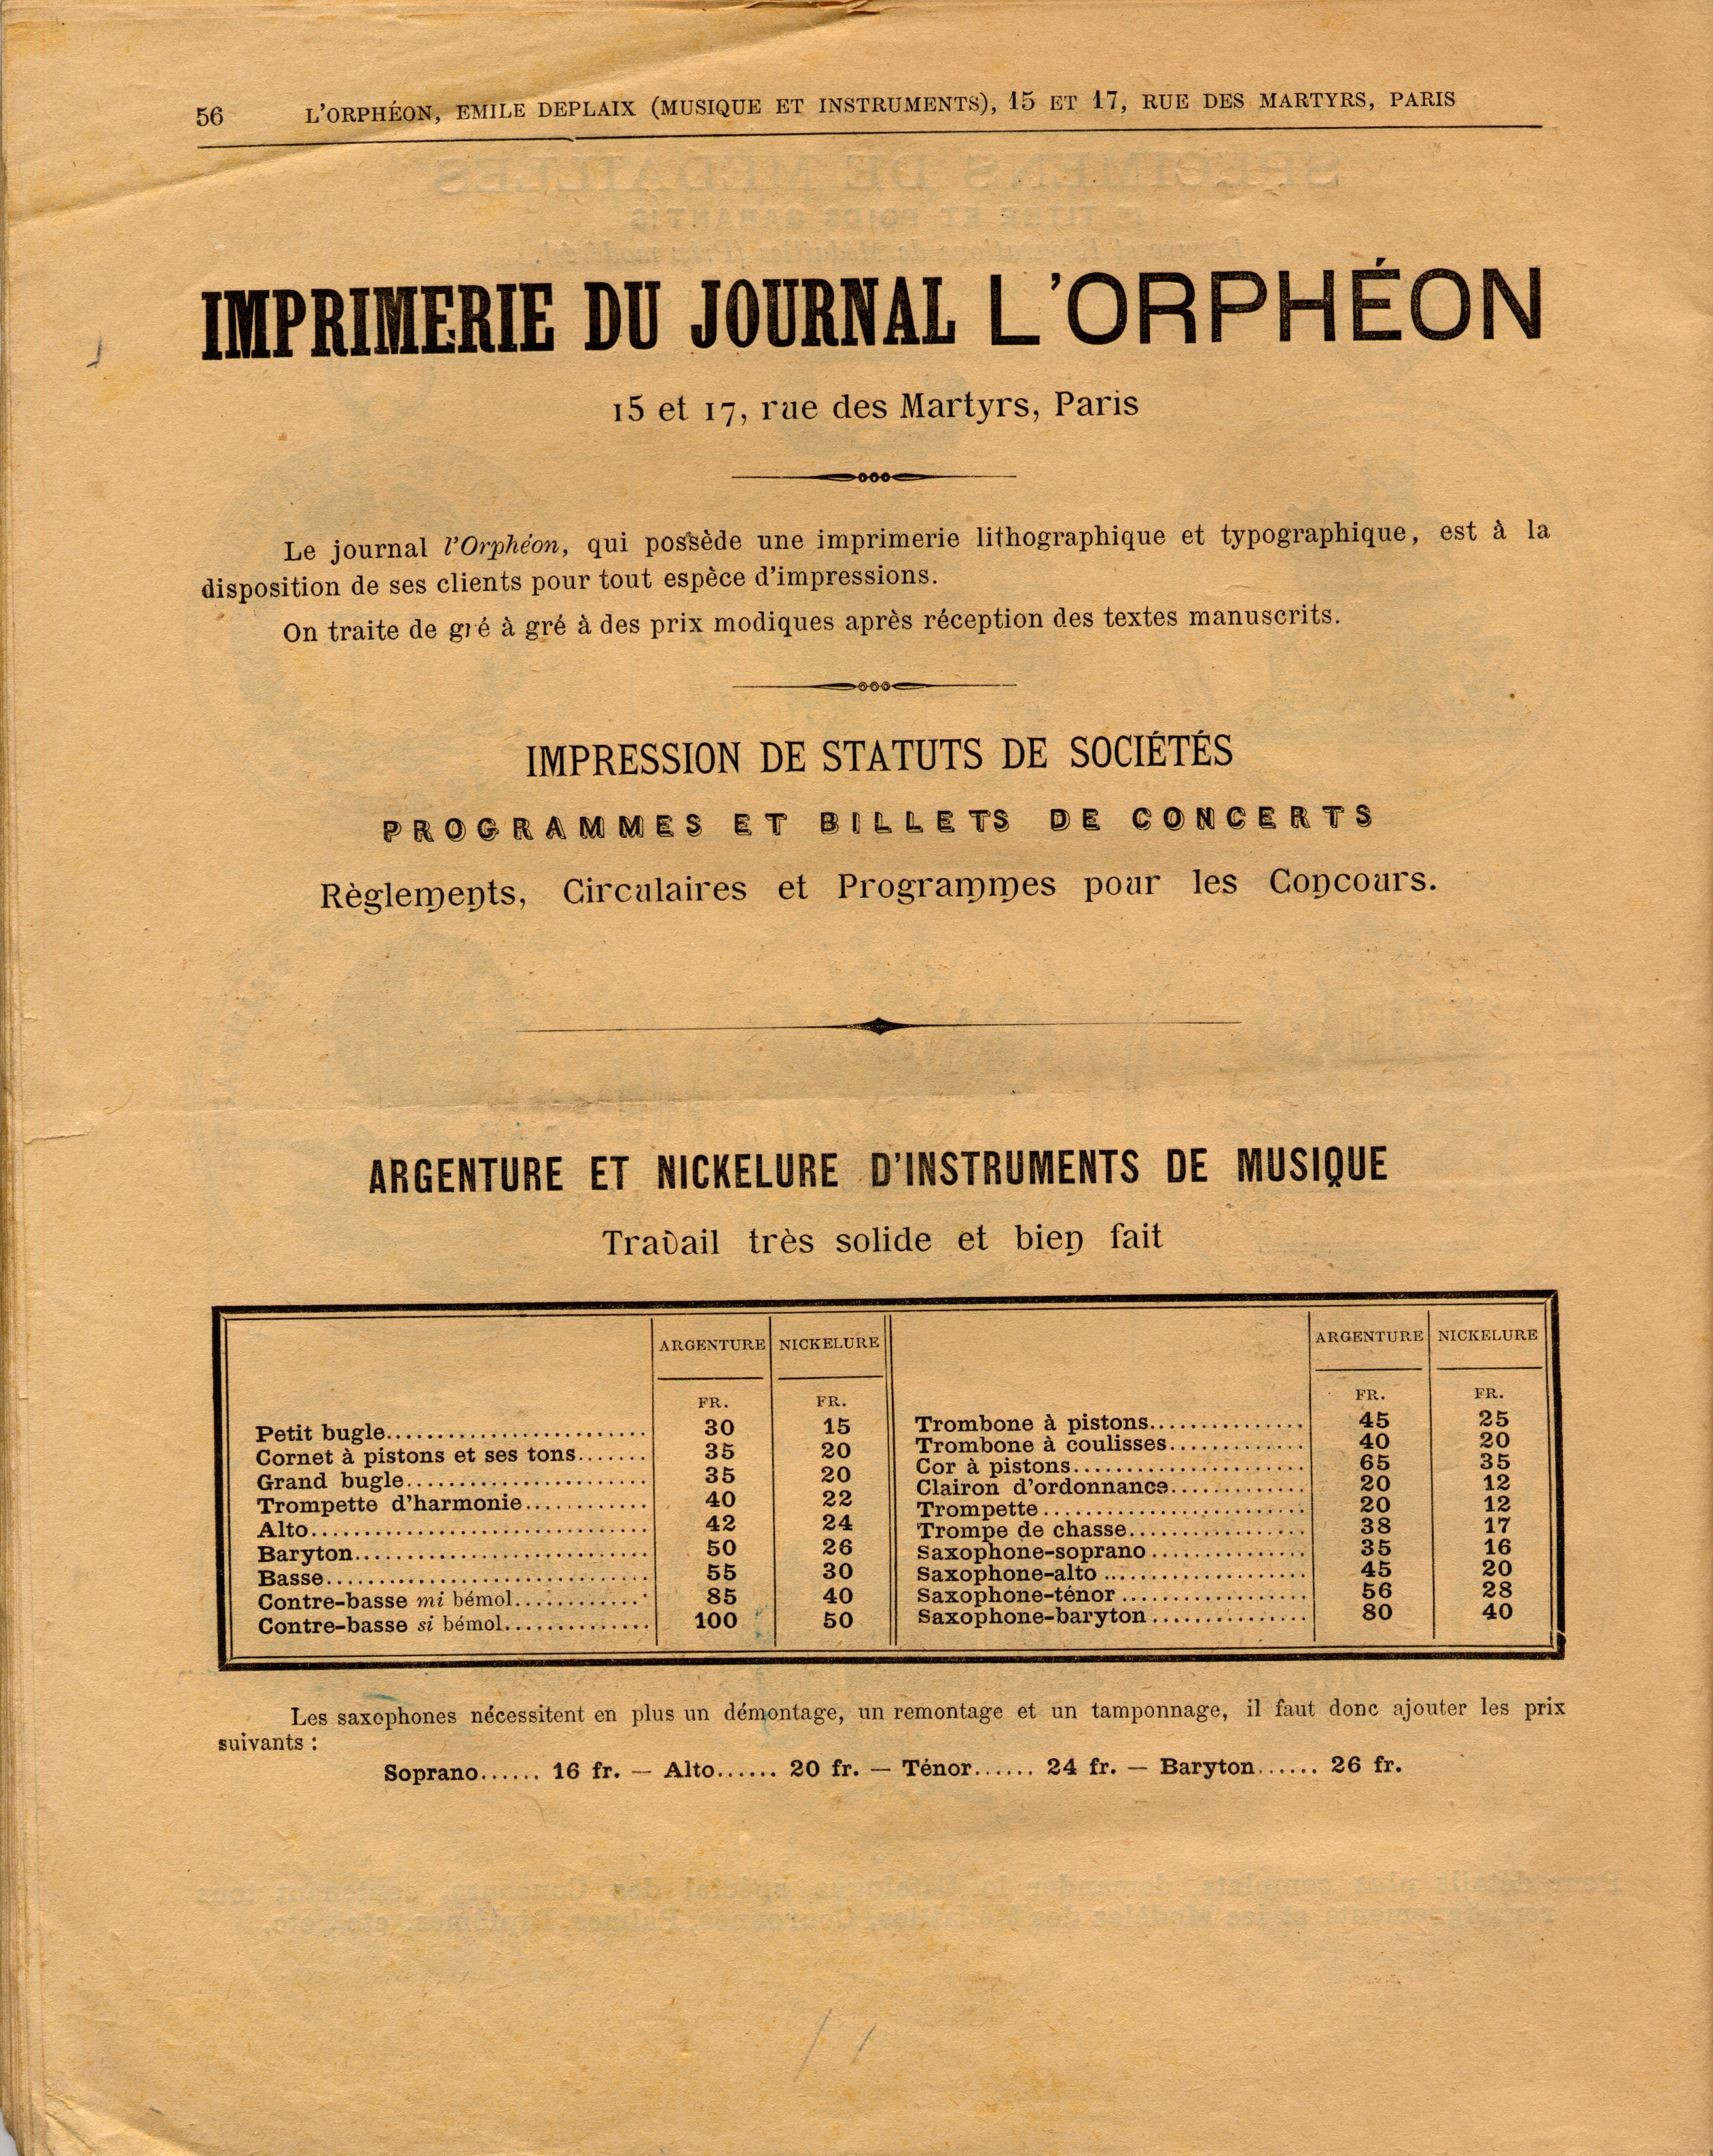 56 L'ORPHÉON, EMILE DEPLAIX (MUSIQUE ET INSTRUMENTS), 15 ET 17, RUE DES MARTYRS, PARIS
IMPRIMERIE DU JOURNAL L'ORPHÉON
15 et 17, rue des Martyrs, Paris
Le journal l'Orphéon, qui possède une imprimerie lithographique et typographique, est à la
disposition de ses clients pour tout espèce d'impressions.
On traite de gré à gré à des prix modiques après réception des textes manuscrits.
IMPRESSION DE STATUTS DE SOCIÉTÉS
PROGRAMMES ET BILLETS DE CONCERTS
Règlements, Circulaires et Programmes pour les Concours.
ARGENTURE ET NICKELURE D'INSTRUMENTS DE MUSIQUE
Travail très solide et bien fait
ARGENTURE NICKELURE
FR. FR.
Petit bugle......................... 30 15
Cornet à pistons et ses tons....... 35 20
Grand bugle....................... 35 20
Trompette d'harmonie............ 40 22
Alto................................ 42 24
Baryton............................ 50 26
Basse.............................. 55 30
Contre-basse mi bémol............. 85 40
Contre-basse si bémol.............. 100 50
ARGENTURE NICKELURE
FR. FR.
Trombone à pistons............... 45 25
Trombone à coulisses............. 40 20
Cor à pistons....................... 65 35
Clairon d'ordonnance............. 20 12
Trompette......................... 20 12
Trompe de chasse................. 38 17
Saxophone-soprano............... 35 16
Saxophone-alto.................... 45 20
Saxophone-ténor.................. 56 28
Saxophone-baryton............... 80 40
Les saxophones nécessitent en plus un démontage, un remontage et un tamponnage, il faut donc ajouter les prix
suivants :
Soprano...... 16 fr. — Alto...... 20 fr. — Ténor...... 24 fr. — Baryton...... 26 fr.